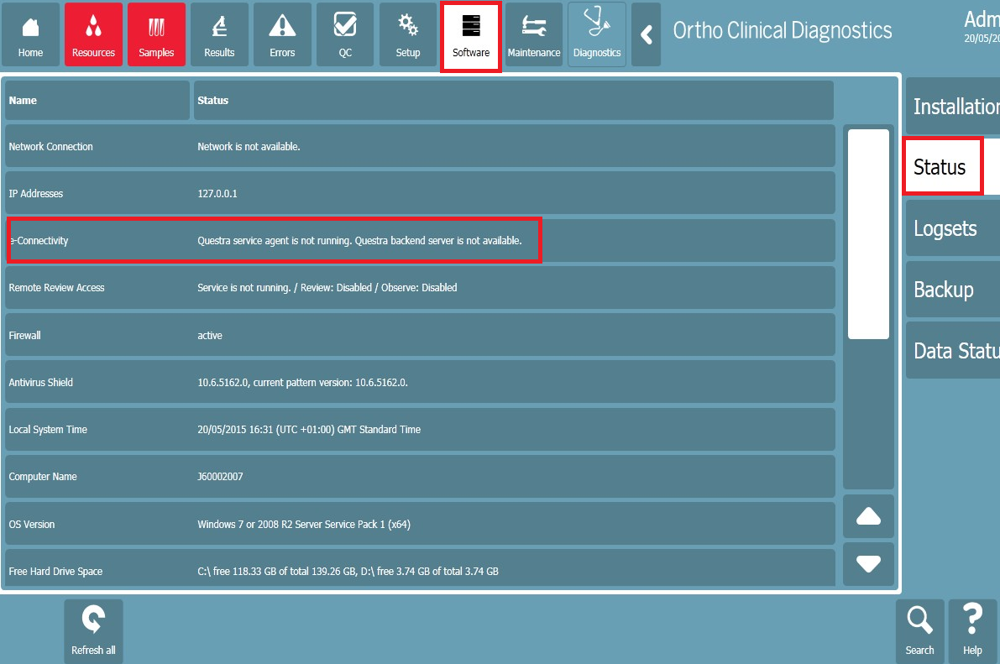 Home
Resources
Samples
Results
Errors
QC
Setup
Software
Maintenance
Diagnostics
Ortho Clinical Diagnostics
Adm
20/05/20
Name Status
Network Connection Network is not available.
IP Addresses 127.0.0.1
e-Connectivity Questra service agent is not running. Questra backend server is not available.
Remote Review Access Service is not running. / Review: Disabled / Observe: Disabled
Firewall active
Antivirus Shield 10.6.5162.0, current pattern version: 10.6.5162.0.
Local System Time 20/05/2015 16:31 (UTC +01:00) GMT Standard Time
Computer Name J60002007
OS Version Windows 7 or 2008 R2 Server Service Pack 1 (x64)
Free Hard Drive Space C:\ free 118.33 GB of total 139.26 GB, D:\ free 3.74 GB of total 3.74 GB
Installation
Status
Logsets
Backup
Data Statu
Refresh all
Search
Help